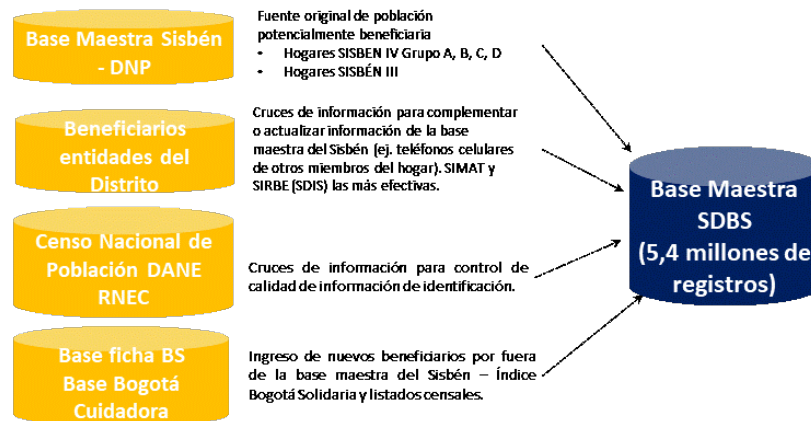 Base Maestra Sisbén
- DNP
Fuente original de población
potencialmente beneficiaria
• Hogares SISBEN IV Grupo A, B, C, D
• Hogares SISBÉN III
Beneficiarios
entidades del
Distrito
Cruces de información para complementar
o actualizar información de la base
maestra del Sisbén (ej. teléfonos celulares
de otros miembros del hogar). SIMAT y
SIRBE (SDIS) las más efectivas.
Censo Nacional de
Población DANE
RNEC
Cruces de información para control de
calidad de información de identificación.
Base ficha BS
Base Bogotá
Cuidadora
Ingreso de nuevos beneficiarios por fuera
de la base maestra del Sisbén – Índice
Bogotá Solidaria y listados censales.
Base Maestra
SDBS
(5,4 millones de
registros)